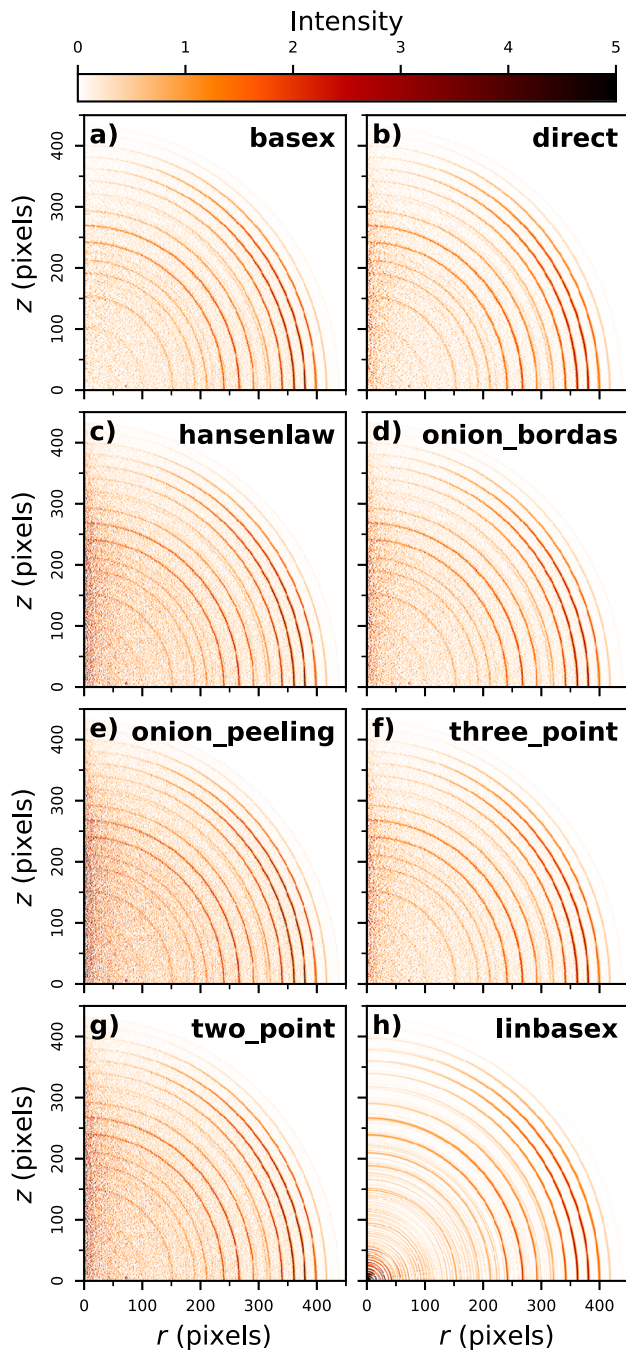 Intensity
0 1 2 3 4 5
a) basex
b) direct
z (pixels)
400
300
200
100
0
c) hansenlaw
d) onion_bordas
z (pixels)
400
300
200
100
0
e) onion_peeling
f) three_point
z (pixels)
400
300
200
100
0
g) two_point
h) linbasex
z (pixels)
400
300
200
100
0
0 100 200 300 400
0 100 200 300 400
r (pixels)
r (pixels)